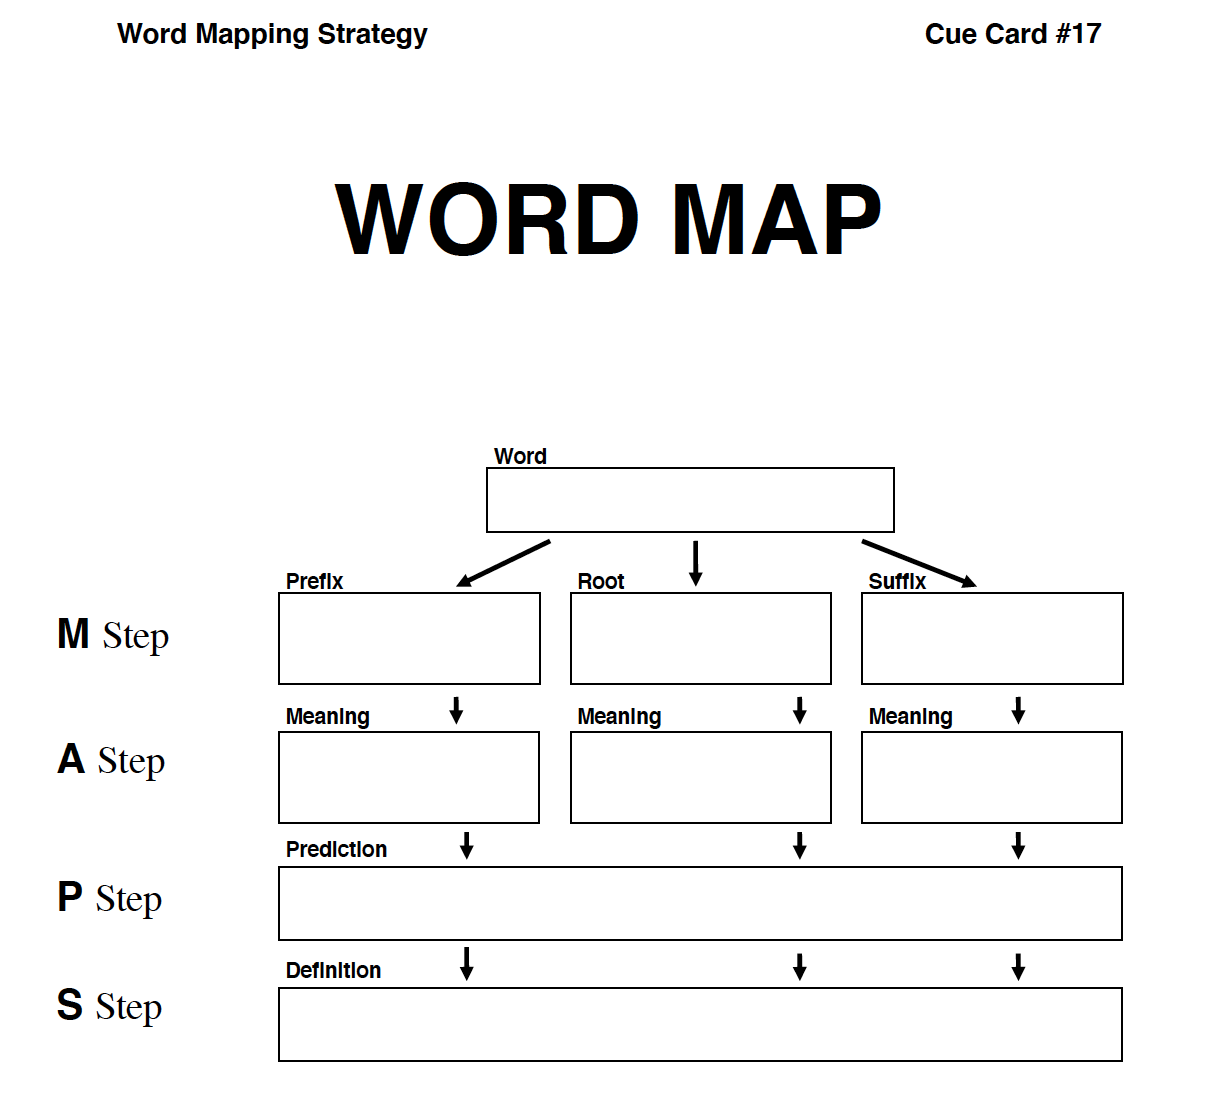 Word Mapping Strategy Cue Card #17
WORD MAP
Word
Prefix Root Suffix
M Step
Meaning Meaning Meaning
A Step
Prediction
P Step
Definition
S Step